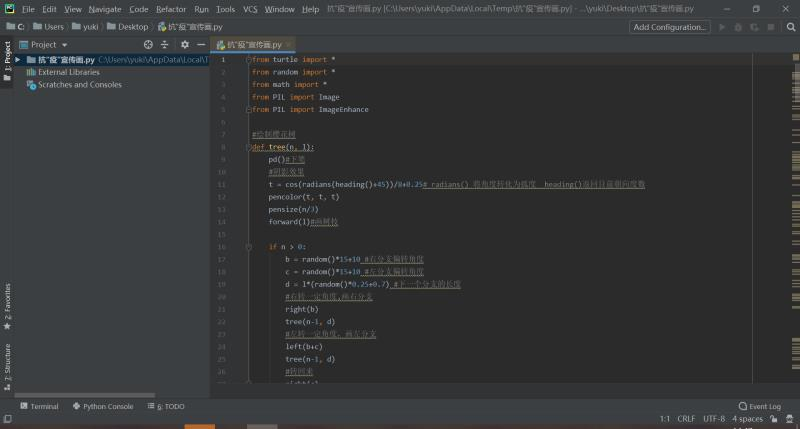 File Edit View Navigate Code Refactor Run Tools VCS Window Help 抗"疫"宣传画.py [C:\Users\yuki\AppData\Local\Temp\抗"疫"宣传画.py] - ...\yuki\Desktop\抗"疫"宣传画.py
C: Users yuki Desktop 抗"疫"宣传画.py Add Configuration...
Project 抗"疫"宣传画.py
抗"疫"宣传画.py C:\Users\yuki\AppData\Local\T
External Libraries
Scratches and Consoles
1: Project
2: Favorites
7: Structure
1 from turtle import *
2 from random import *
3 from math import *
4 from PIL import Image
5 from PIL import ImageEnhance
6
7 #绘制樱花树
8 def tree(n, l):
9 pd()#下笔
10 #阴影效果
11 t = cos(radians(heading()+45))/8+0.25# radians() 将角度转化为弧度 heading()返回目前朝向度数
12 pencolor(t, t, t)
13 pensize(n/3)
14 forward(l)#画树枝
15
16 if n > 0:
17 b = random()*15+10 #右分支偏转角度
18 c = random()*15+10 #左分支偏转角度
19 d = l*(random()*0.25+0.7) #下一个分支的长度
20 #右转一定角度,画右分支
21 right(b)
22 tree(n-1, d)
23 #左转一定角度，画左分支
24 left(b+c)
25 tree(n-1, d)
26 #转回来
27 right(c)
Terminal Python Console 6: TODO Event Log
1:1 CRLF UTF-8 4 spaces